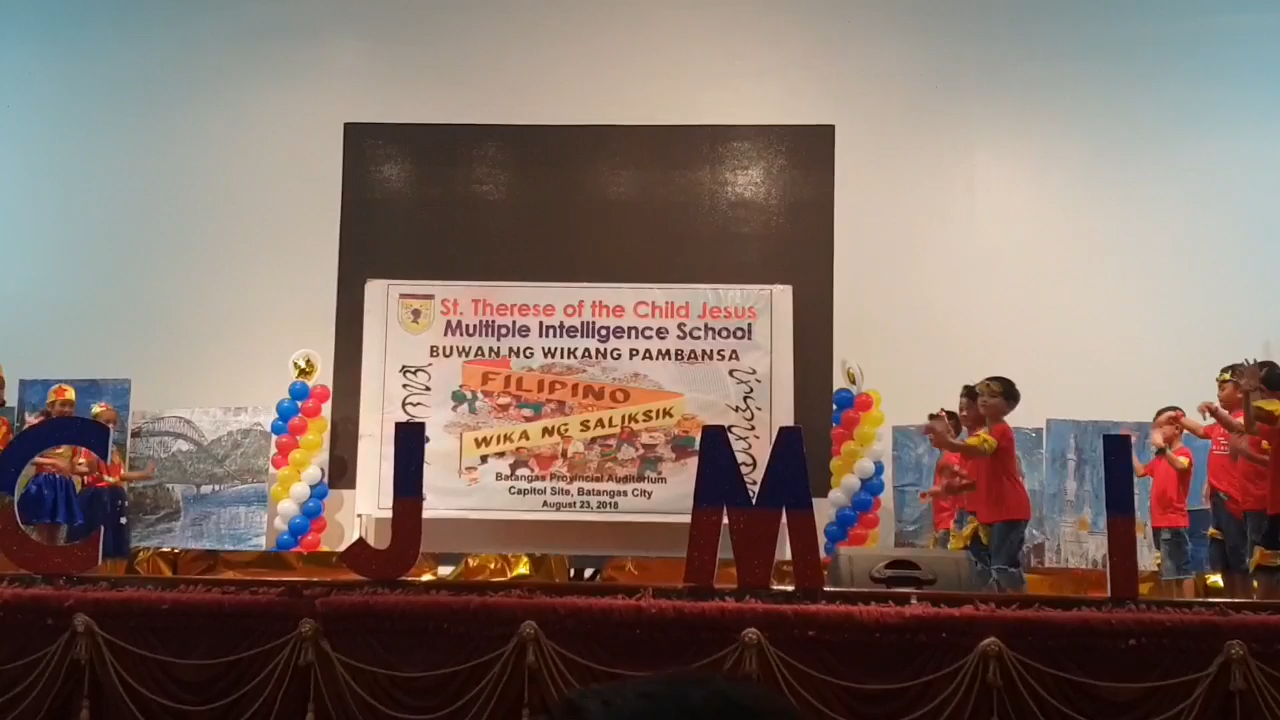 St. Therese of the Child Jesus
Multiple Intelligence School
BUWAN NG WIKANG PAMBANSA
FILIPINO
WIKA NG SALIKSIK
Batangas Provincial Auditorium
Capitol Site, Batangas City
August 23, 2018
C J M I